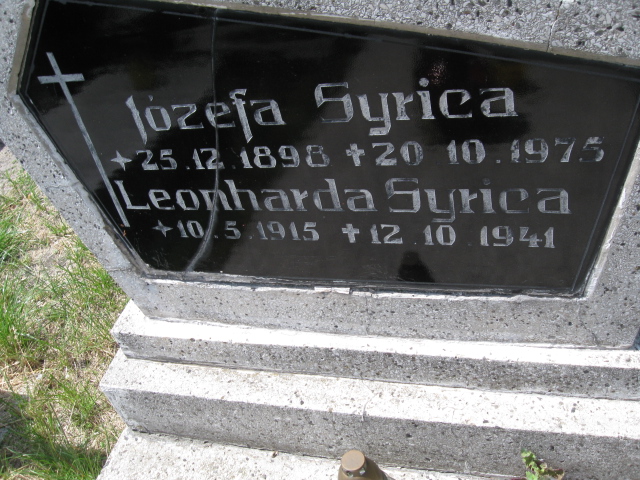 Józefa Syrica
* 25.12.1898 ✝ 20 10.1975
Leonharda Syrica
* 10.5.1915 ✝ 12.10.1941